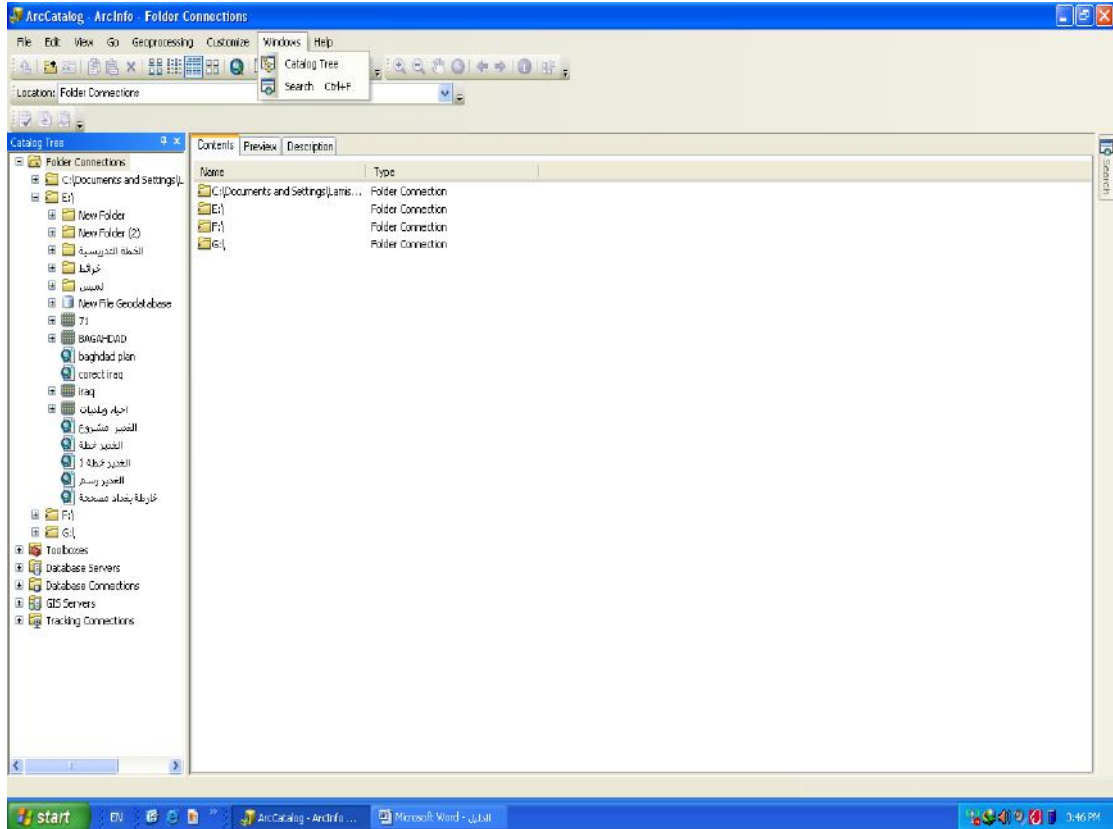 ArcCatalog - ArcInfo - Folder Connections
File Edit View Go Geoprocessing Customize Windows Help
Catalog Tree
Search Ctrl+F
Location: Folder Connections
Catalog Tree
Contents Preview Description
Search
Folder Connections
C:\Documents and Settings\L
E:\
New Folder
New Folder (2)
الخطة التدريسية
خرائط
لميس
New File Geodatabase
71
BAGAHDAD
baghdad plan
corect iraq
iraq
احياء وبلديات
الغدير مشروع
الغدير خطة
الغدير خطة 1
الغدير رسم
خارطة بغداد مصححة
F:\
G:\
Toolboxes
Database Servers
Database Connections
GIS Servers
Tracking Connections
Name Type
C:\Documents and Settings\Lamis... Folder Connection
E:\ Folder Connection
F:\ Folder Connection
G:\ Folder Connection
start EN ArcCatalog - ArcInfo ... Microsoft Word - الدليل 3:46 PM